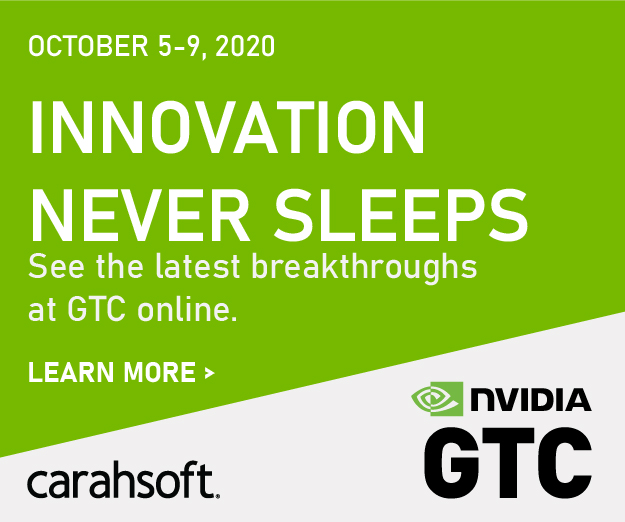 OCTOBER 5-9, 2020
INNOVATION
NEVER SLEEPS
See the latest breakthroughs
at GTC online.
LEARN MORE >
NVIDIA
GTC
carahsoft.